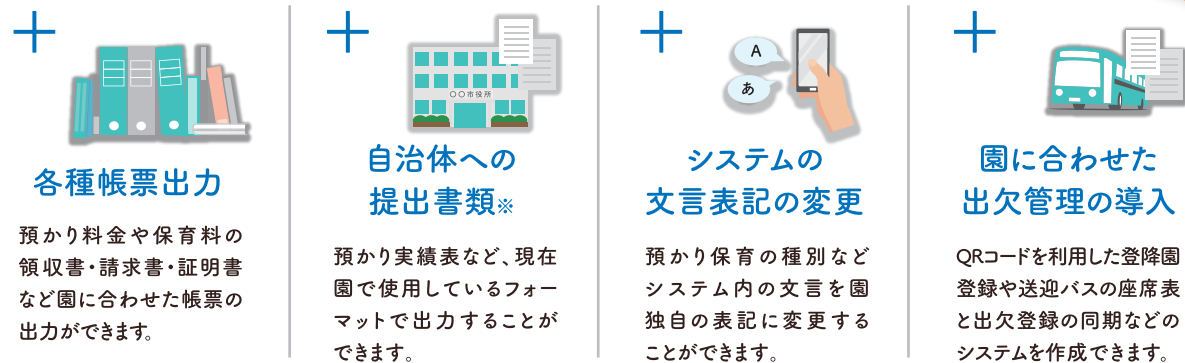 各種帳票出力
預かり料金や保育料の
領収書・請求書・証明書
など園に合わせた帳票の
出力ができます。
〇〇市役所
自治体への
提出書類※
預かり実績表など、現在
園で使用しているフォー
マットで出力することが
できます。
A
あ
システムの
文言表記の変更
預かり保育の種別など
システム内の文言を園
独自の表記に変更する
ことができます。
園に合わせた
出欠管理の導入
QRコードを利用した登降園
登録や送迎バスの座席表
と出欠登録の同期などの
システムを作成できます。